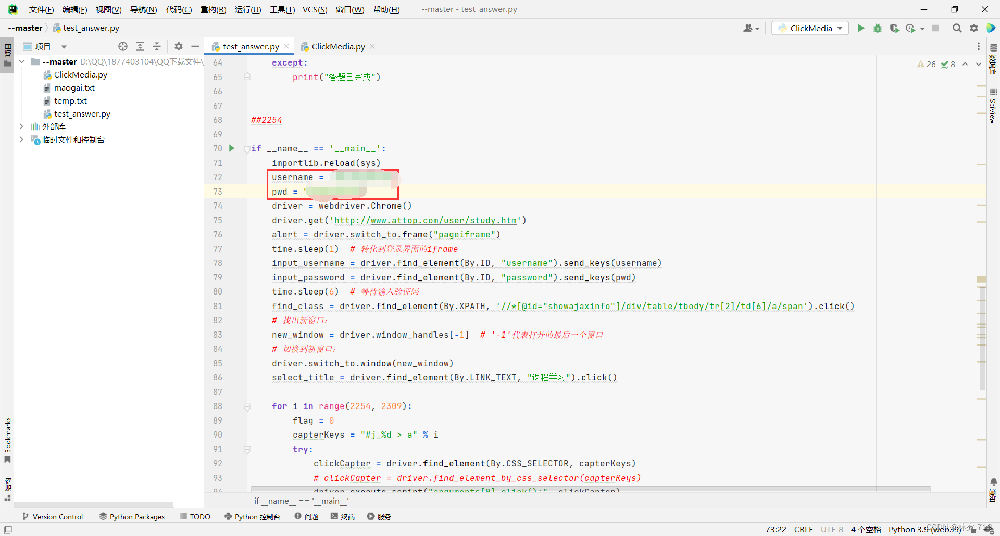 文件(F) 编辑(E) 视图(V) 导航(N) 代码(C) 重构(R) 运行(U) 工具(T) VCS(S) 窗口(W) 帮助(H) --master - test_answer.py
--master test_answer.py ClickMedia
项目
项目
test_answer.py
ClickMedia.py
--master D:\QQ\1877403104\QQ下载文件\
ClickMedia.py
maogai.txt
temp.txt
test_answer.py
外部库
临时文件和控制台
26 8
64 except:
65 print("答题已完成")
66
67
68 ##2254
69
70 if __name__ == '__main__':
71 importlib.reload(sys)
72 username =
73 pwd = '
74 driver = webdriver.Chrome()
75 driver.get('http://www.attop.com/user/study.htm')
76 alert = driver.switch_to.frame("pageiframe")
77 time.sleep(1) # 转化到登录界面的iframe
78 input_username = driver.find_element(By.ID, "username").send_keys(username)
79 input_password = driver.find_element(By.ID, "password").send_keys(pwd)
80 time.sleep(6) # 等待输入验证码
81 find_class = driver.find_element(By.XPATH, '//*[@id="showajaxinfo"]/div/table/tbody/tr[2]/td[6]/a/span').click()
82 # 找出新窗口:
83 new_window = driver.window_handles[-1] # '-1'代表打开的最后一个窗口
84 # 切换到新窗口:
85 driver.switch_to.window(new_window)
86 select_title = driver.find_element(By.LINK_TEXT, "课程学习").click()
87
88 for i in range(2254, 2309):
89 flag = 0
90 capterKeys = "#j_%d > a" % i
91 try:
92 clickCapter = driver.find_element(By.CSS_SELECTOR, capterKeys)
93 # clickCapter = driver.find_element_by_css_selector(capterKeys)
94 driver.execute_script("arguments[0].click();", clickCapter)
if __name__ == '__main__'
数据库
SciView
通知
Bookmarks
结构
Version Control Python Packages TODO Python 控制台 问题 终端 服务
73:22 CRLF UTF-8 4 个空格 Python 3.9 (web39)
CSDN @林夕.719